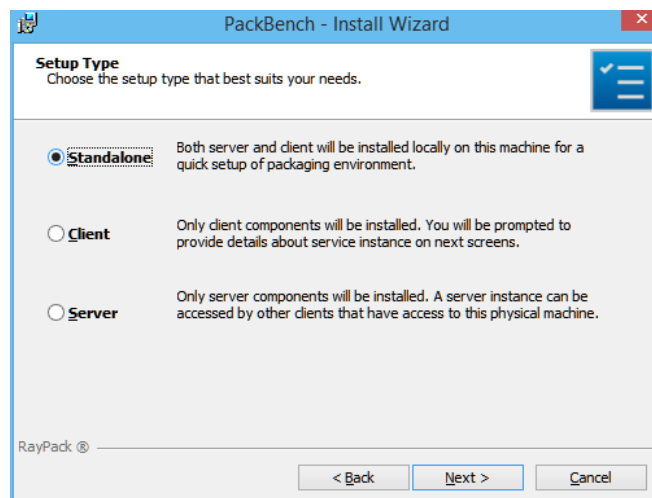 PackBench - Install Wizard
Setup Type
Choose the setup type that best suits your needs.
Standalone
Both server and client will be installed locally on this machine for a
quick setup of packaging environment.
Client
Only client components will be installed. You will be prompted to
provide details about service instance on next screens.
Server
Only server components will be installed. A server instance can be
accessed by other clients that have access to this physical machine.
RayPack ®
< Back
Next >
Cancel